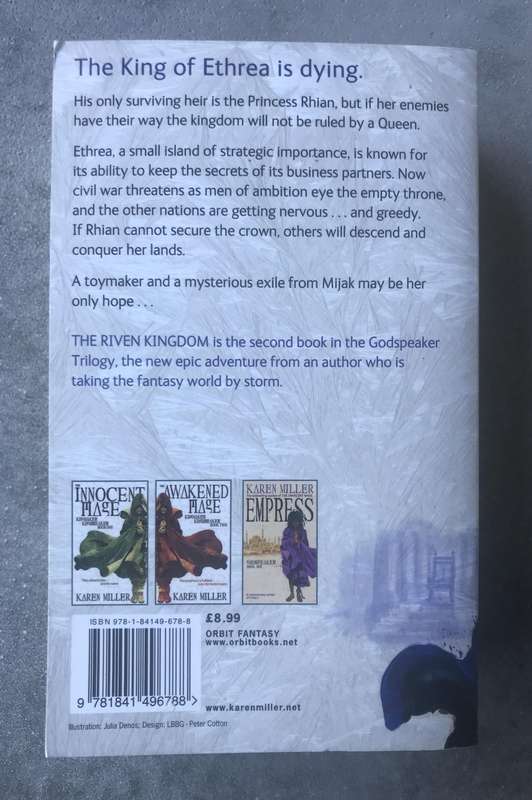 The King of Ethrea is dying.
His only surviving heir is the Princess Rhian, but if her enemies
have their way the kingdom will not be ruled by a Queen.
Ethrea, a small island of strategic importance, is known for
its ability to keep the secrets of its business partners. Now
civil war threatens as men of ambition eye the empty throne,
and the other nations are getting nervous . . . and greedy.
If Rhian cannot secure the crown, others will descend and
conquer her lands.
A toymaker and a mysterious exile from Mijak may be her
only hope . . .
THE RIVEN KINGDOM is the second book in the Godspeaker
Trilogy, the new epic adventure from an author who is
taking the fantasy world by storm.
INNOCENT
MAGE
KAREN MILLER
AWAKENED
MAGE
KAREN MILLER
KAREN MILLER
EMPRESS
ISBN 978-1-84149-678-8
9 781841 496788 >
£8.99
ORBIT FANTASY
www.orbitbooks.net
www.karenmiller.net
Illustration: Julia Denos; Design: LBBG - Peter Cotton